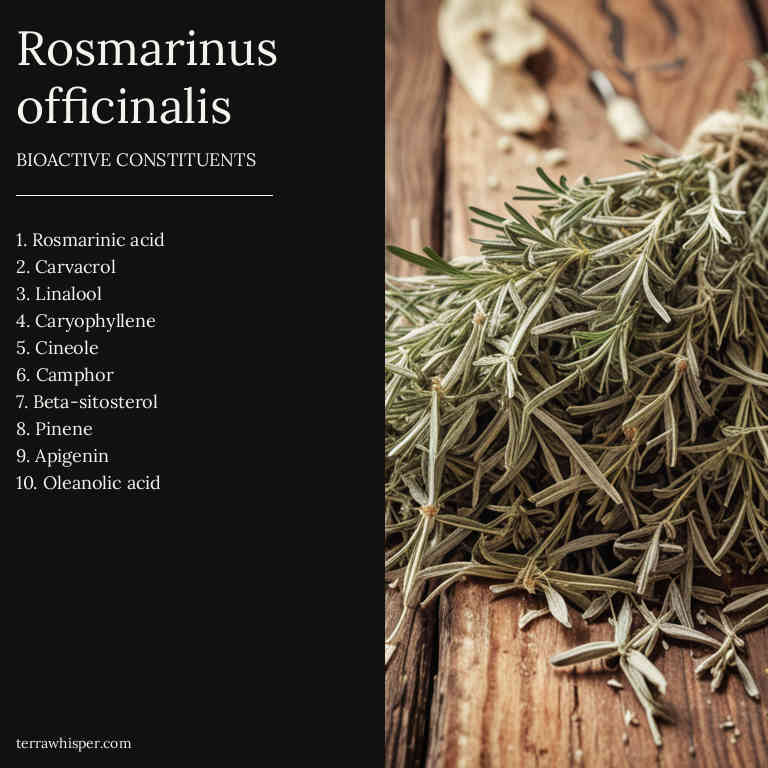 Rosmarinus
officinalis
BIOACTIVE CONSTITUENTS
1. Rosmarinic acid
2. Carvacrol
3. Linalool
4. Caryophyllene
5. Cineole
6. Camphor
7. Beta-sitosterol
8. Pinene
9. Apigenin
10. Oleanolic acid
terrawhisper.com